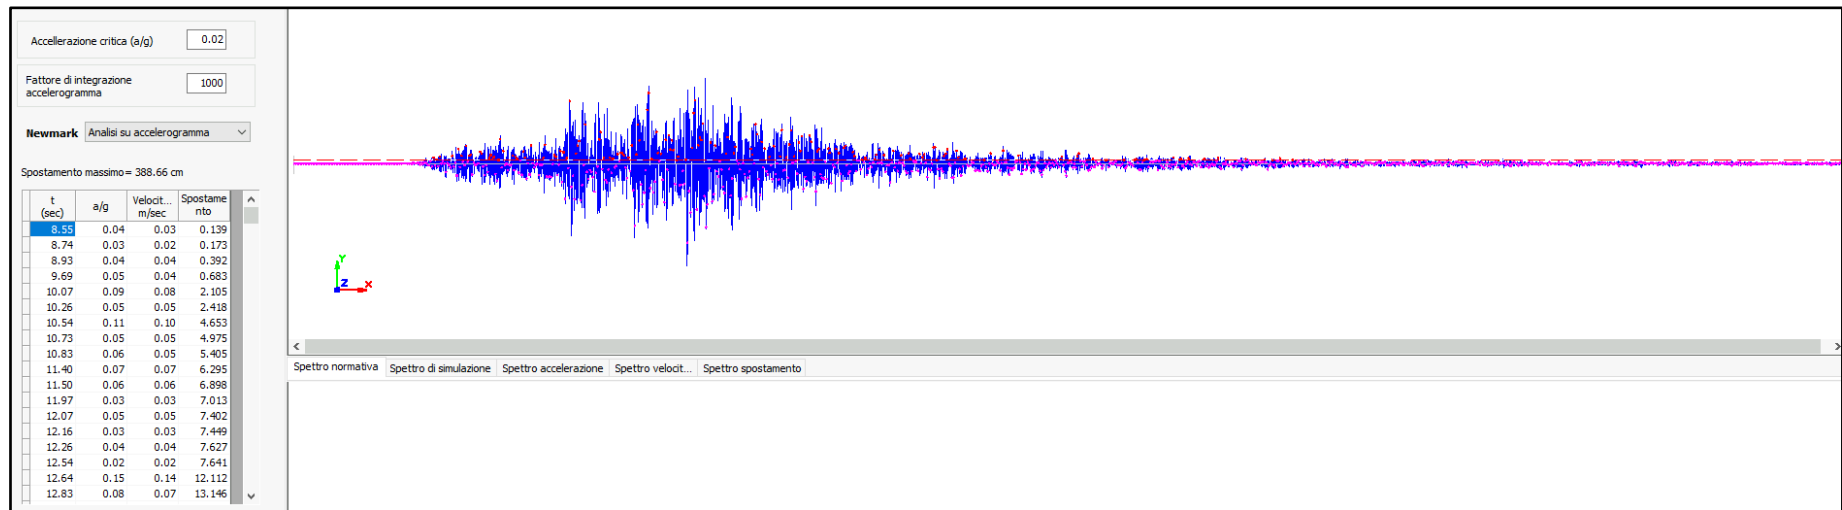 Accellerazione critica (a/g) 0.02
Fattore di integrazione
accelerogramma 1000
Newmark Analisi su accelerogramma
Spostamento massimo= 388.66 cm
t
(sec) a/g Velocit...
m/sec Spostame
nto
8.55 0.04 0.03 0.139
8.74 0.03 0.02 0.173
8.93 0.04 0.04 0.392
9.69 0.05 0.04 0.683
10.07 0.09 0.08 2.105
10.26 0.05 0.05 2.418
10.54 0.11 0.10 4.653
10.73 0.05 0.05 4.975
10.83 0.06 0.05 5.405
11.40 0.07 0.07 6.295
11.50 0.06 0.06 6.898
11.97 0.03 0.03 7.013
12.07 0.05 0.05 7.402
12.16 0.03 0.03 7.449
12.26 0.04 0.04 7.627
12.54 0.02 0.02 7.641
12.64 0.15 0.14 12.112
12.83 0.08 0.07 13.146
Y
Z X
Spettro normativa Spettro di simulazione Spettro accelerazione Spettro velocit... Spettro spostamento